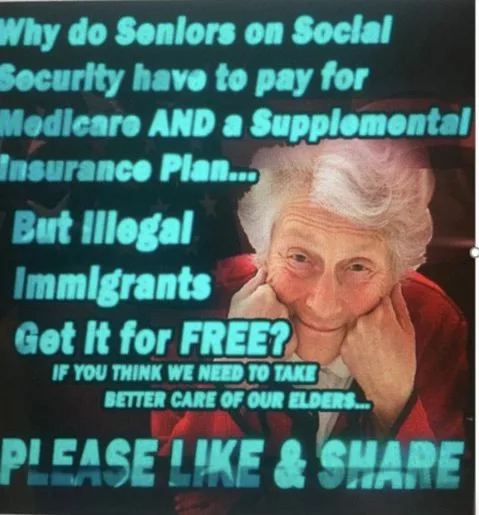 Why do Seniors on Social
Security have to pay for
Medicare AND a Supplemental
Insurance Plan...
But Illegal
Immigrants
Get it for FREE?
IF YOU THINK WE NEED TO TAKE
BETTER CARE OF OUR ELDERS...
PLEASE LIKE & SHARE